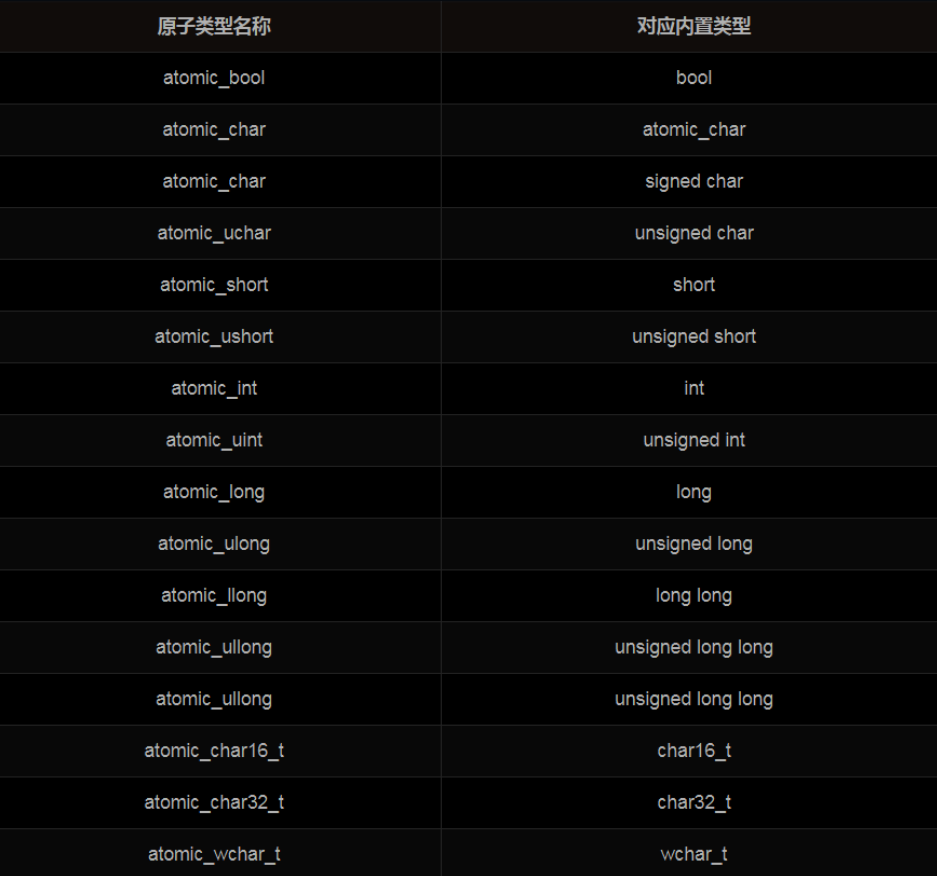 原子类型名称 对应内置类型
atomic_bool bool
atomic_char atomic_char
atomic_char signed char
atomic_uchar unsigned char
atomic_short short
atomic_ushort unsigned short
atomic_int int
atomic_uint unsigned int
atomic_long long
atomic_ulong unsigned long
atomic_llong long long
atomic_ullong unsigned long long
atomic_ullong unsigned long long
atomic_char16_t char16_t
atomic_char32_t char32_t
atomic_wchar_t wchar_t